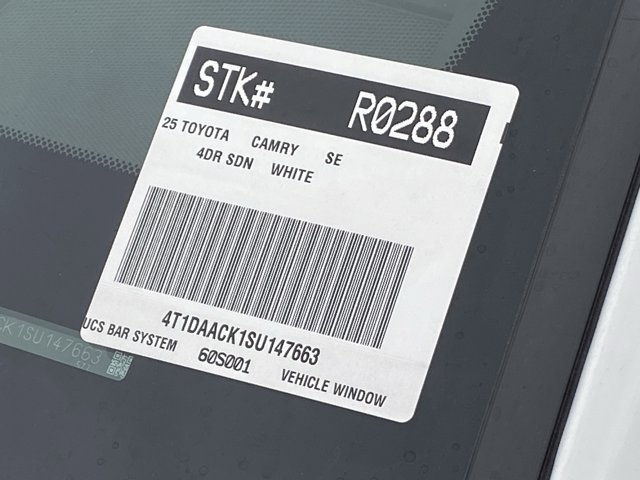 STK# R0288
25 TOYOTA CAMRY SE
4DR SDN WHITE
4T1DAACK1SU147663
UCS BAR SYSTEM 60S001 VEHICLE WINDOW
CK1SU147663